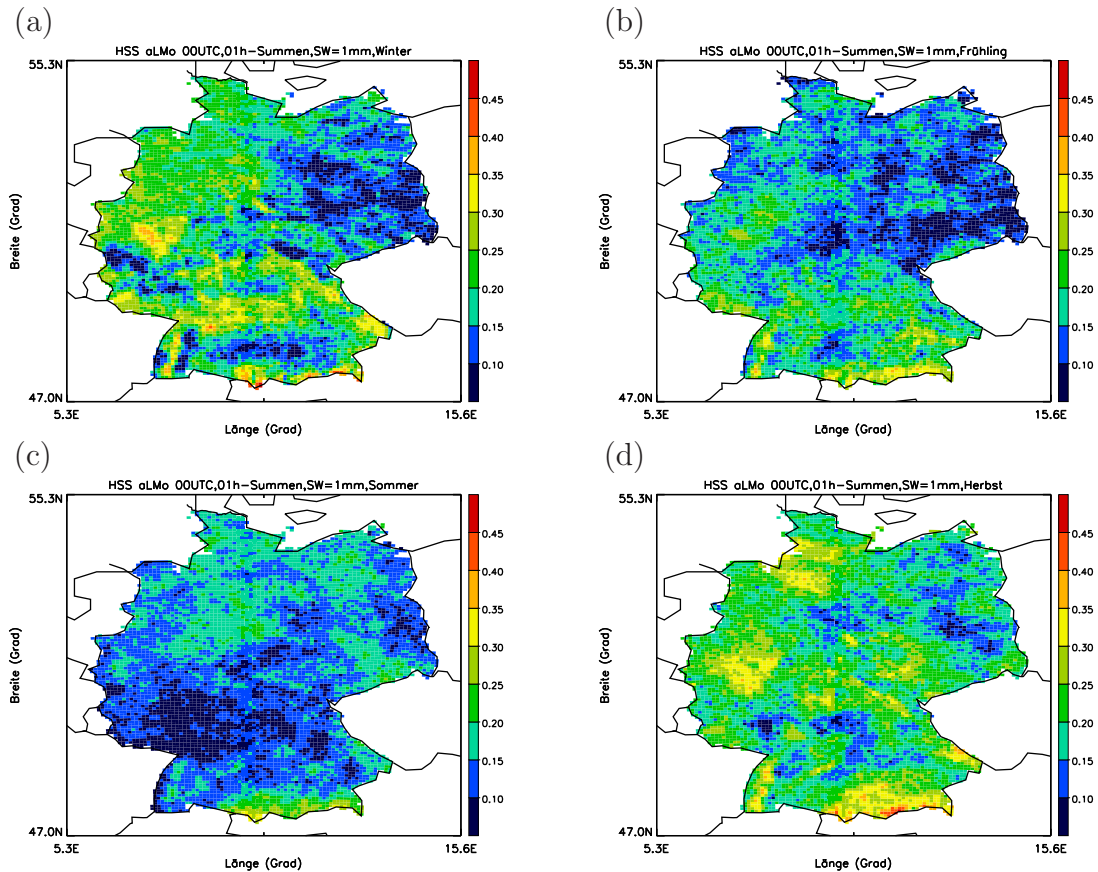 (a)
HSS aLMo 00UTC,01h-Summen,SW=1mm,Winter
55.3N
Breite (Grad)
47.0N
5.3E
15.6E
Länge (Grad)
0.45
0.40
0.35
0.30
0.25
0.20
0.15
0.10
(b)
HSS aLMo 00UTC,01h-Summen,SW=1mm,Frühling
55.3N
Breite (Grad)
47.0N
5.3E
15.6E
Länge (Grad)
0.45
0.40
0.35
0.30
0.25
0.20
0.15
0.10
(c)
HSS aLMo 00UTC,01h-Summen,SW=1mm,Sommer
55.3N
Breite (Grad)
47.0N
5.3E
15.6E
Länge (Grad)
0.45
0.40
0.35
0.30
0.25
0.20
0.15
0.10
(d)
HSS aLMo 00UTC,01h-Summen,SW=1mm,Herbst
55.3N
Breite (Grad)
47.0N
5.3E
15.6E
Länge (Grad)
0.45
0.40
0.35
0.30
0.25
0.20
0.15
0.10